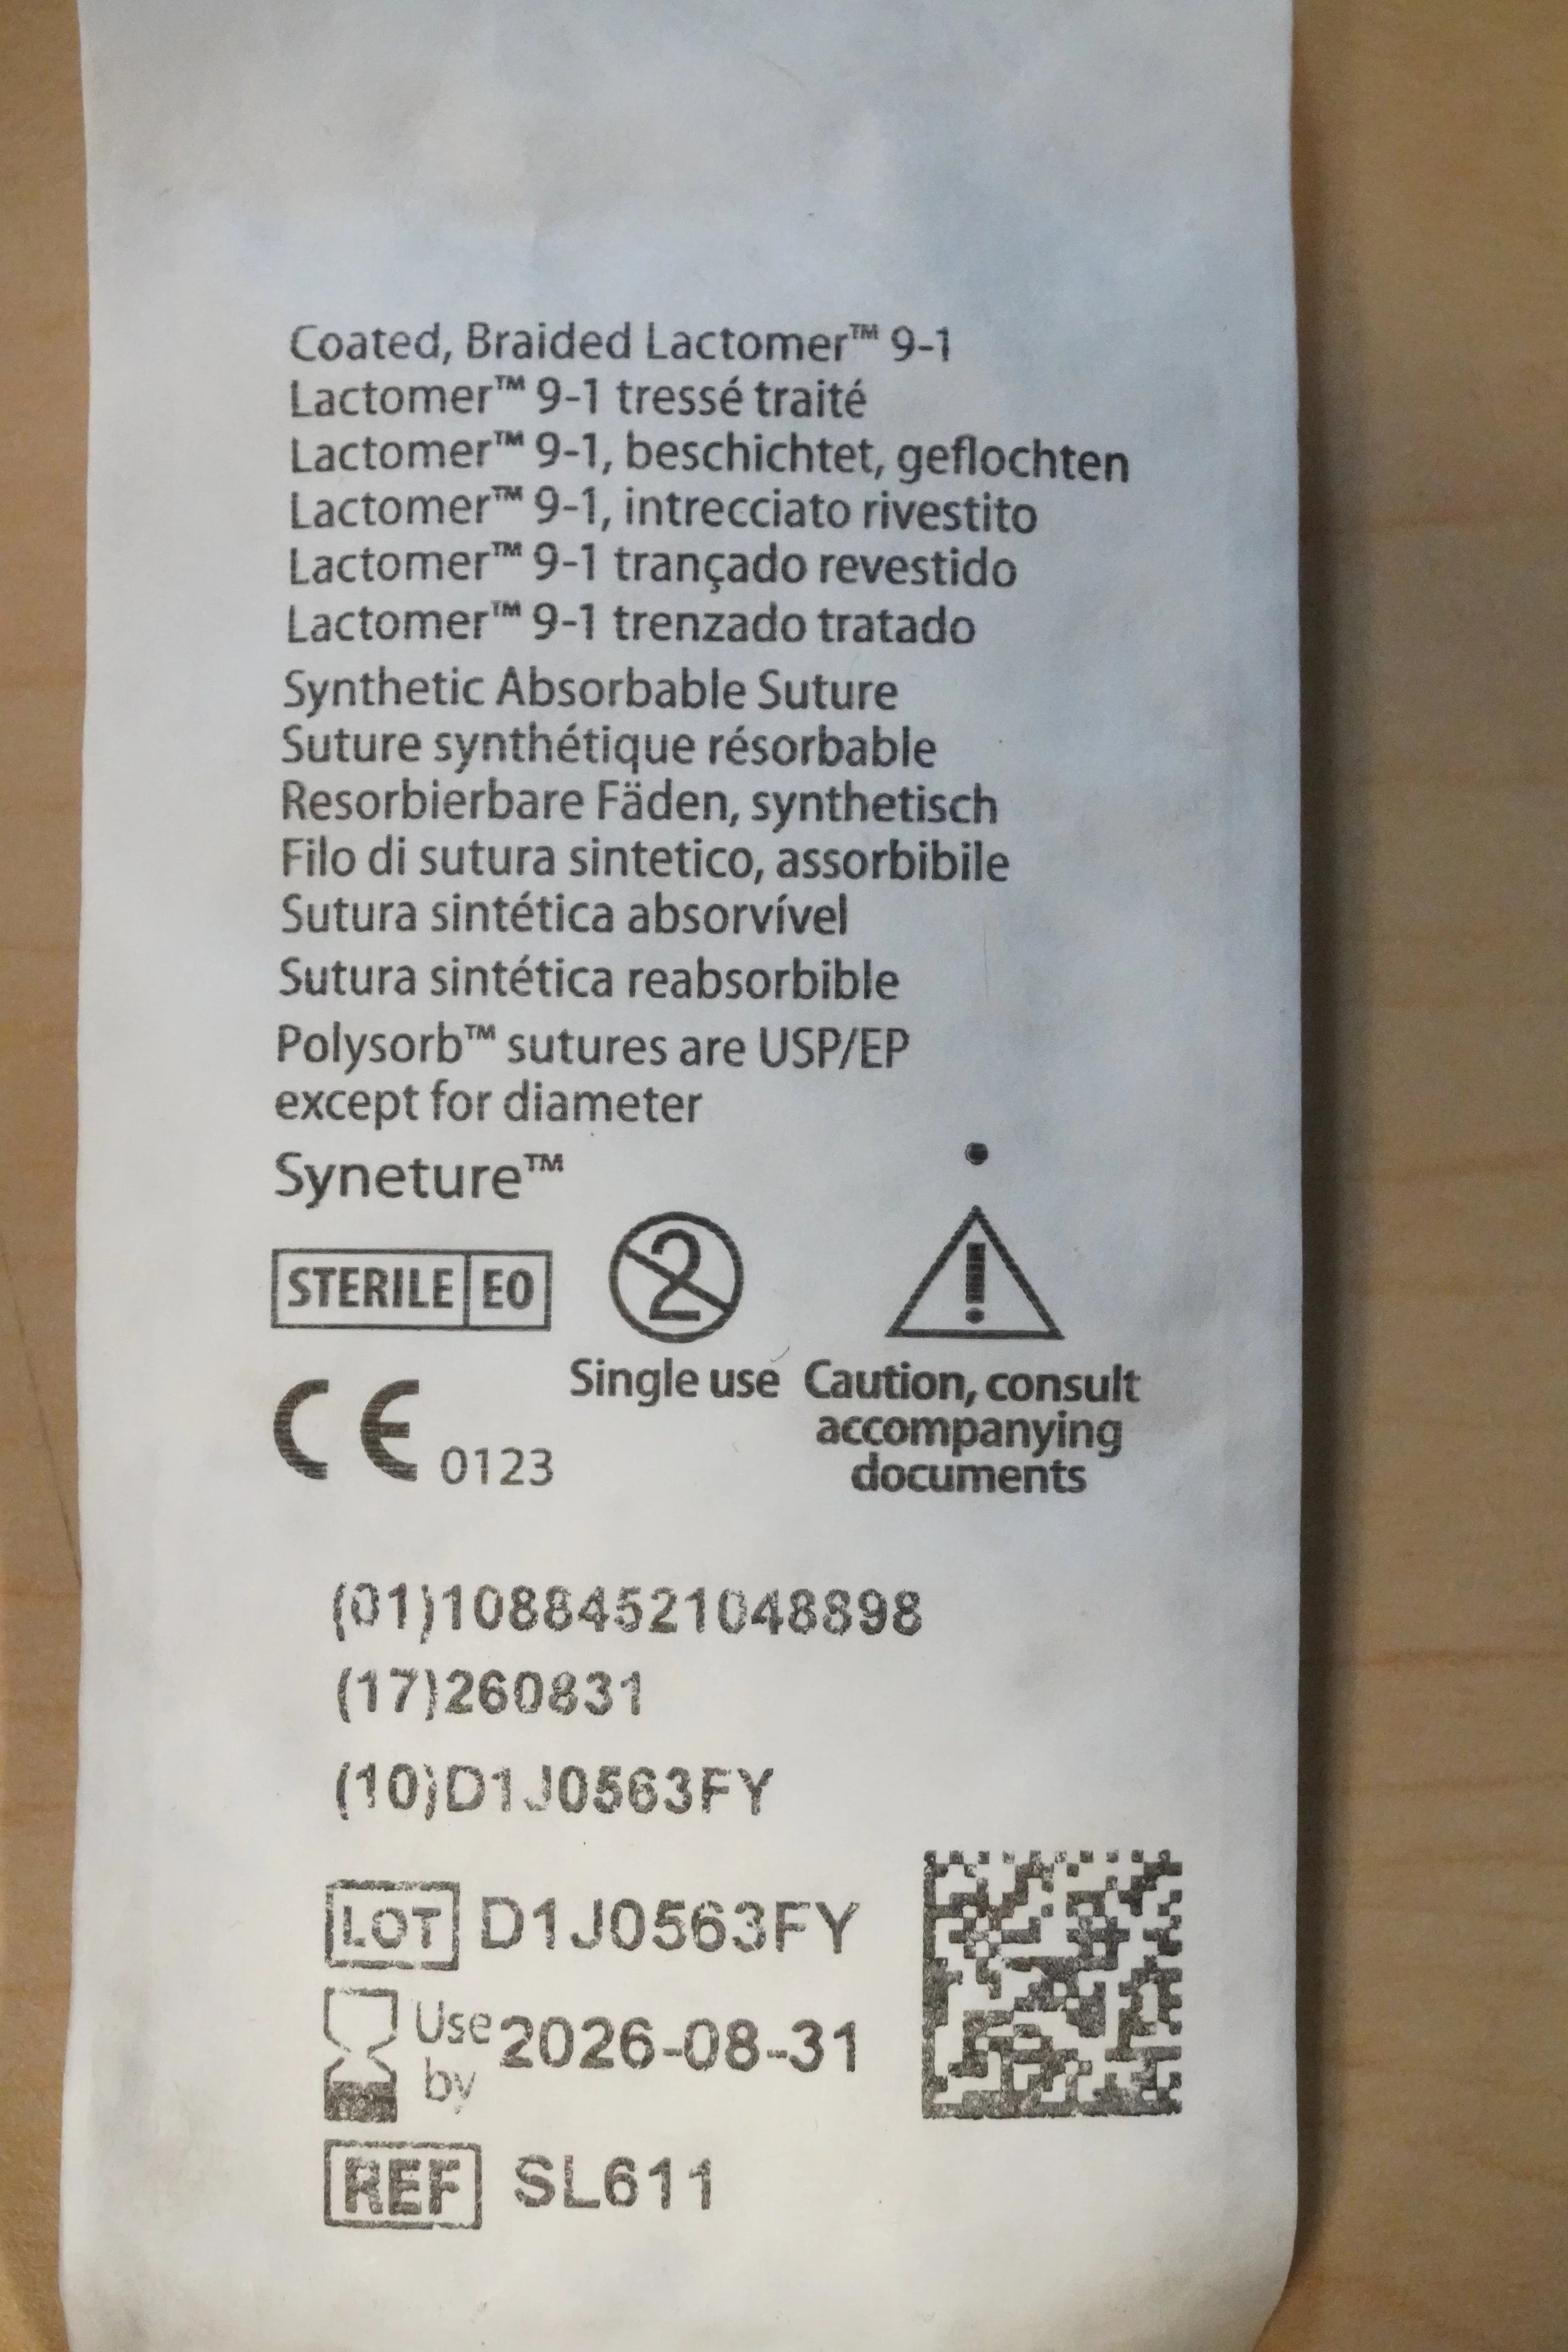 Coated, Braided Lactomer™ 9-1
Lactomer™ 9-1 tressé traité
Lactomer™ 9-1, beschichtet, geflochten
Lactomer™ 9-1, intrecciato rivestito
Lactomer™ 9-1 trançado revestido
Lactomer™ 9-1 trenzado tratado
Synthetic Absorbable Suture
Suture synthétique résorbable
Resorbierbare Fäden, synthetisch
Filo di sutura sintetico, assorbibile
Sutura sintética absorvível
Sutura sintética reabsorbible
Polysorb™ sutures are USP/EP
except for diameter
Syneture™
STERILE EO
2
!
Single use
Caution, consult
accompanying
documents
CE 0123
(01)10884521048898
(17)260831
(10)D1J0563FY
LOT D1J0563FY
Use by 2026-08-31
REF SL611